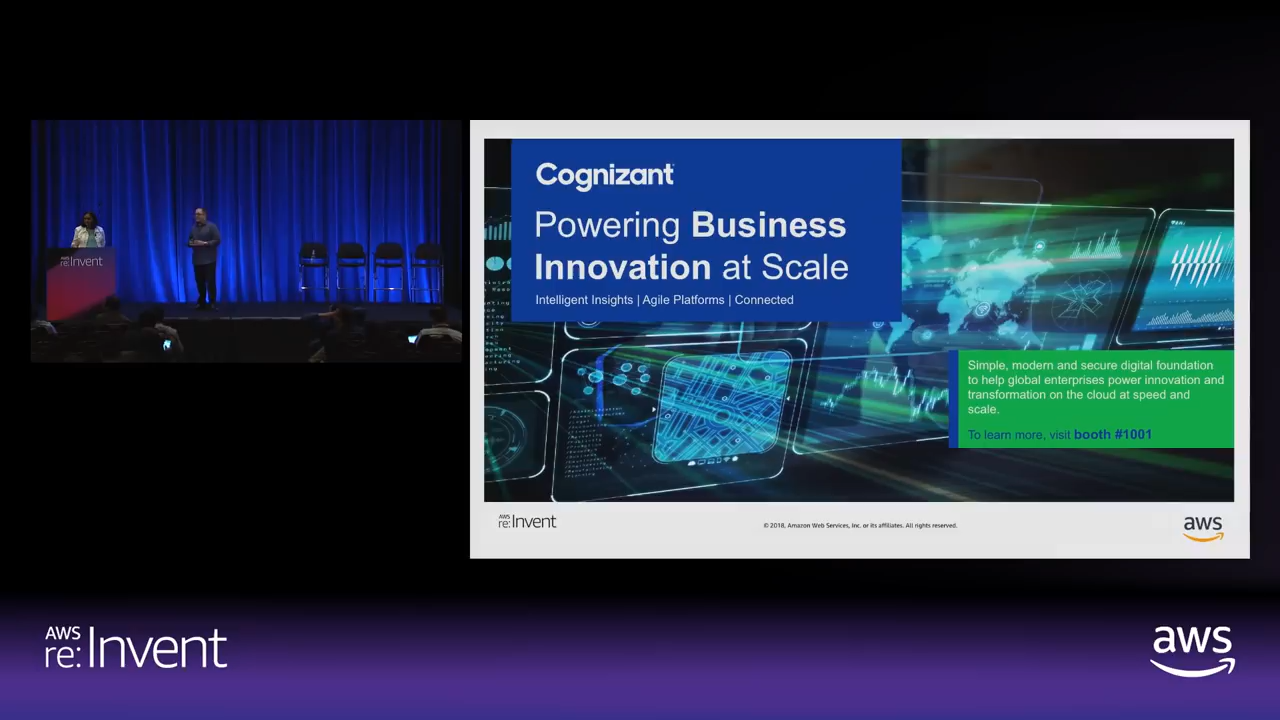 AWS
re:Invent
Cognizant
Powering Business
Innovation at Scale
Intelligent Insights | Agile Platforms | Connected
Simple, modern and secure digital foundation
to help global enterprises power innovation and
transformation on the cloud at speed and
scale.
To learn more, visit booth #1001
AWS
re:Invent
© 2018, Amazon Web Services, Inc. or its affiliates. All rights reserved.
aws
AWS
re:Invent
aws